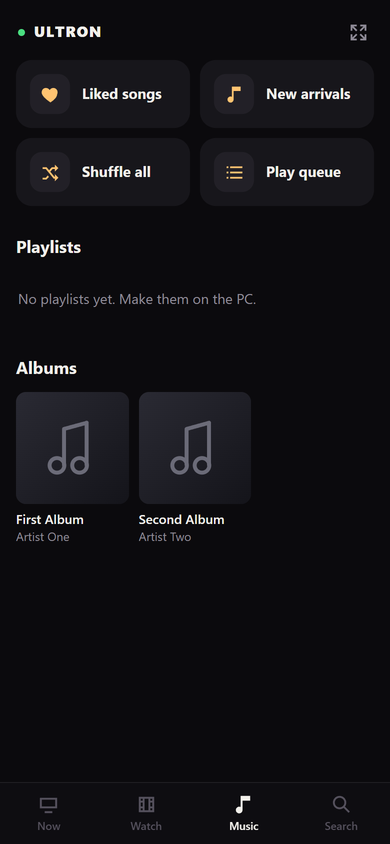 ULTRON
Liked songs
New arrivals
Shuffle all
Play queue
Playlists
No playlists yet. Make them on the PC.
Albums
First Album
Artist One
Second Album
Artist Two
Now
Watch
Music
Search